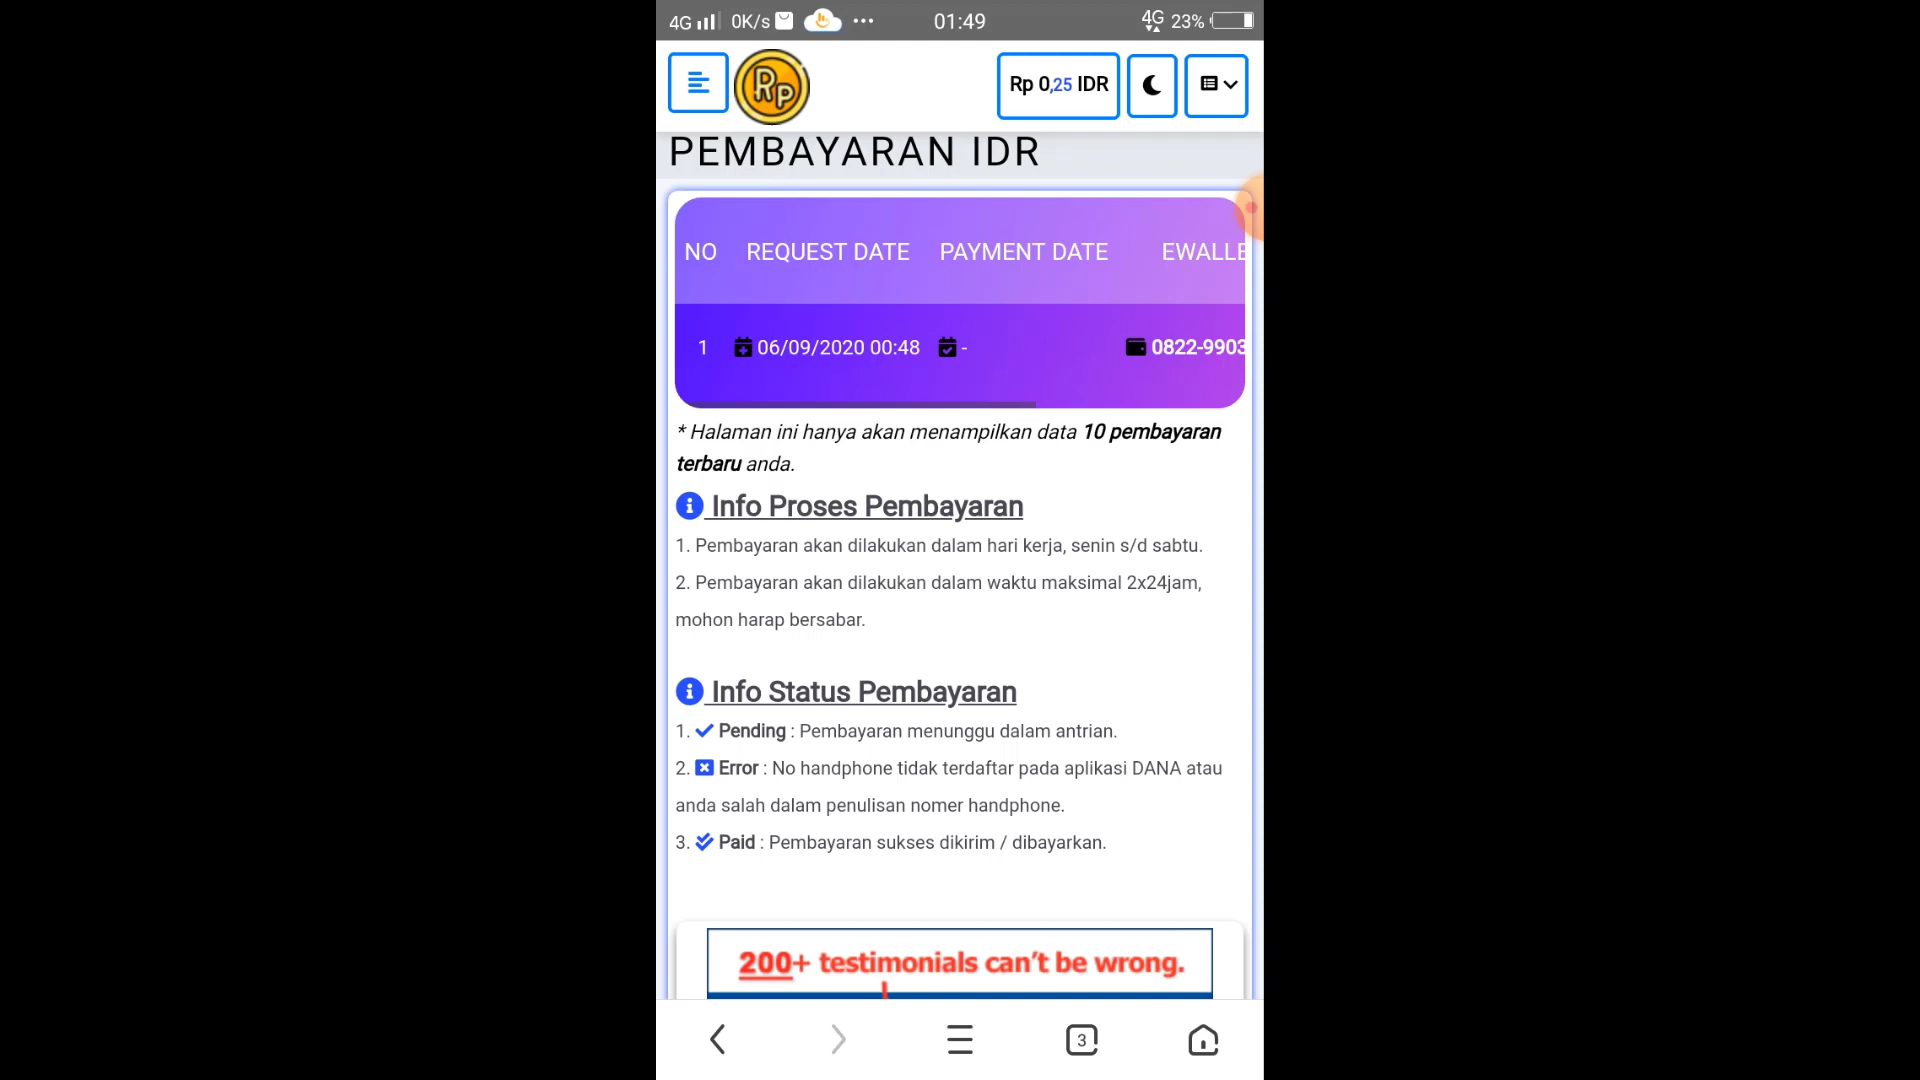 4G 0K/s 01:49 4G 23%
RP
Rp 0,25 IDR
PEMBAYARAN IDR
NO REQUEST DATE PAYMENT DATE EWALLE
1 06/09/2020 00:48 - 0822-9903
* Halaman ini hanya akan menampilkan data 10 pembayaran
terbaru anda.
Info Proses Pembayaran
1. Pembayaran akan dilakukan dalam hari kerja, senin s/d sabtu.
2. Pembayaran akan dilakukan dalam waktu maksimal 2x24jam,
mohon harap bersabar.
Info Status Pembayaran
1. Pending : Pembayaran menunggu dalam antrian.
2. Error : No handphone tidak terdaftar pada aplikasi DANA atau
anda salah dalam penulisan nomer handphone.
3. Paid : Pembayaran sukses dikirim / dibayarkan.
200+ testimonials can't be wrong.
3